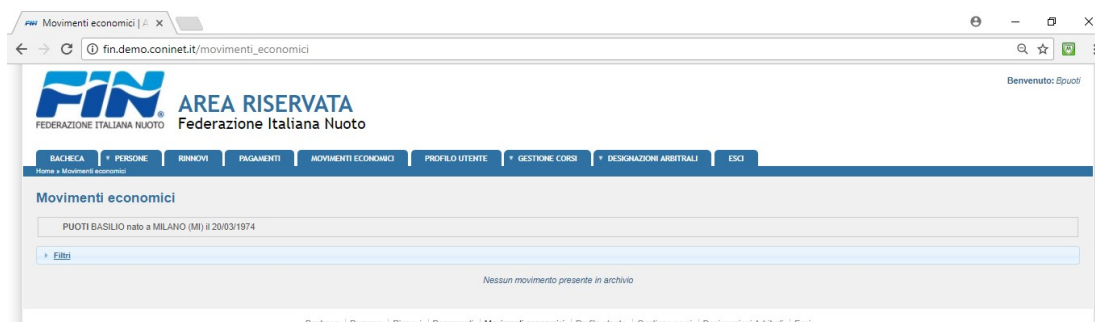 FIN Movimenti economici | A
fin.demo.coninet.it/movimenti_economici
Benvenuto: Bpuoti
FIN
FEDERAZIONE ITALIANA NUOTO
AREA RISERVATA
Federazione Italiana Nuoto
BACHECA PERSONE RINNOVI PAGAMENTI MOVIMENTI ECONOMICI PROFILO UTENTE GESTIONE CORSI DESIGNAZIONI ARBITRALI ESCI
Home » Movimenti economici
Movimenti economici
PUOTI BASILIO nato a MILANO (MI) il 20/03/1974
Filtri
Nessun movimento presente in archivio